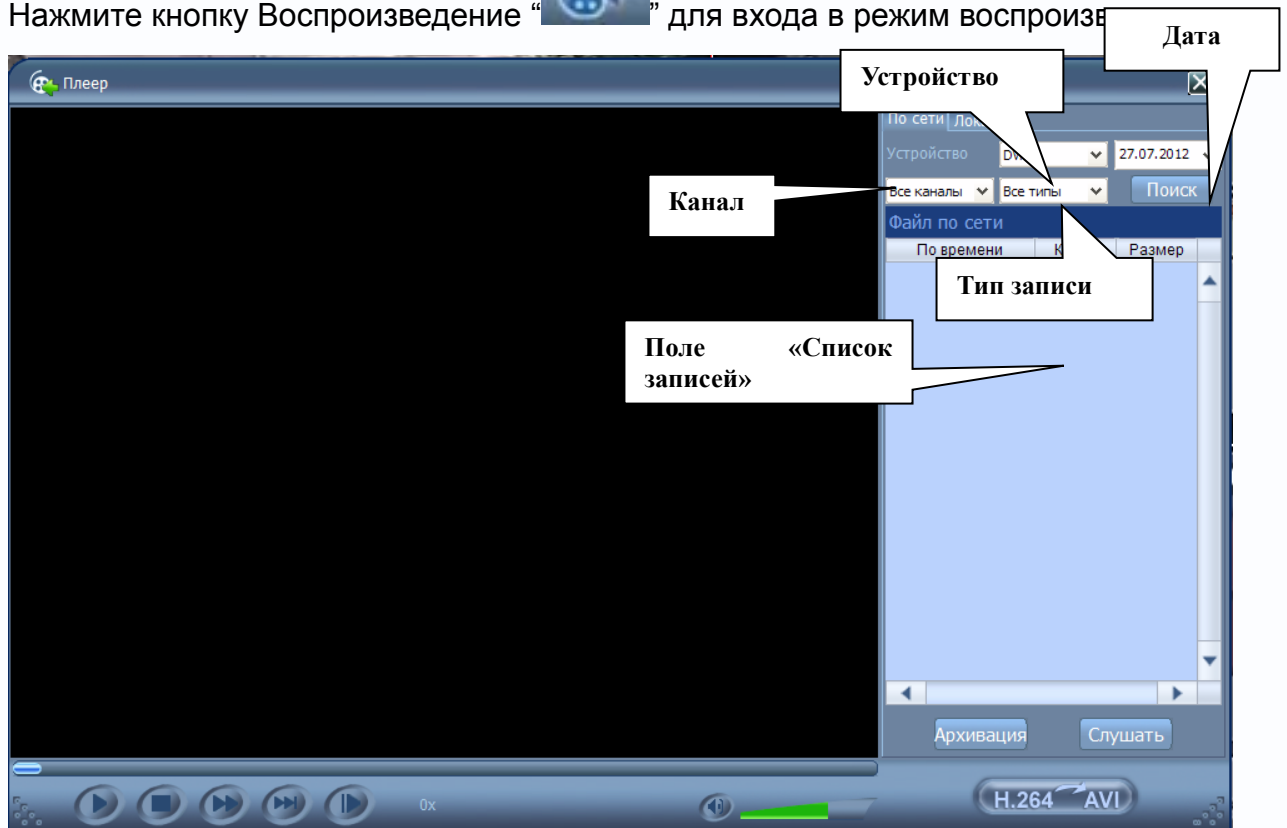 Нажмите кнопку Воспроизведение “ ” для входа в режим
Дата
Устройство
Плеер
По сети
Устройство
27.07.2012
Канал
Все каналы
Все типы
Поиск
Файл по сети
По времени
Размер
Тип записи
Поле «Список
записей»
Архивация
Слушать
0x
H.264 AVI